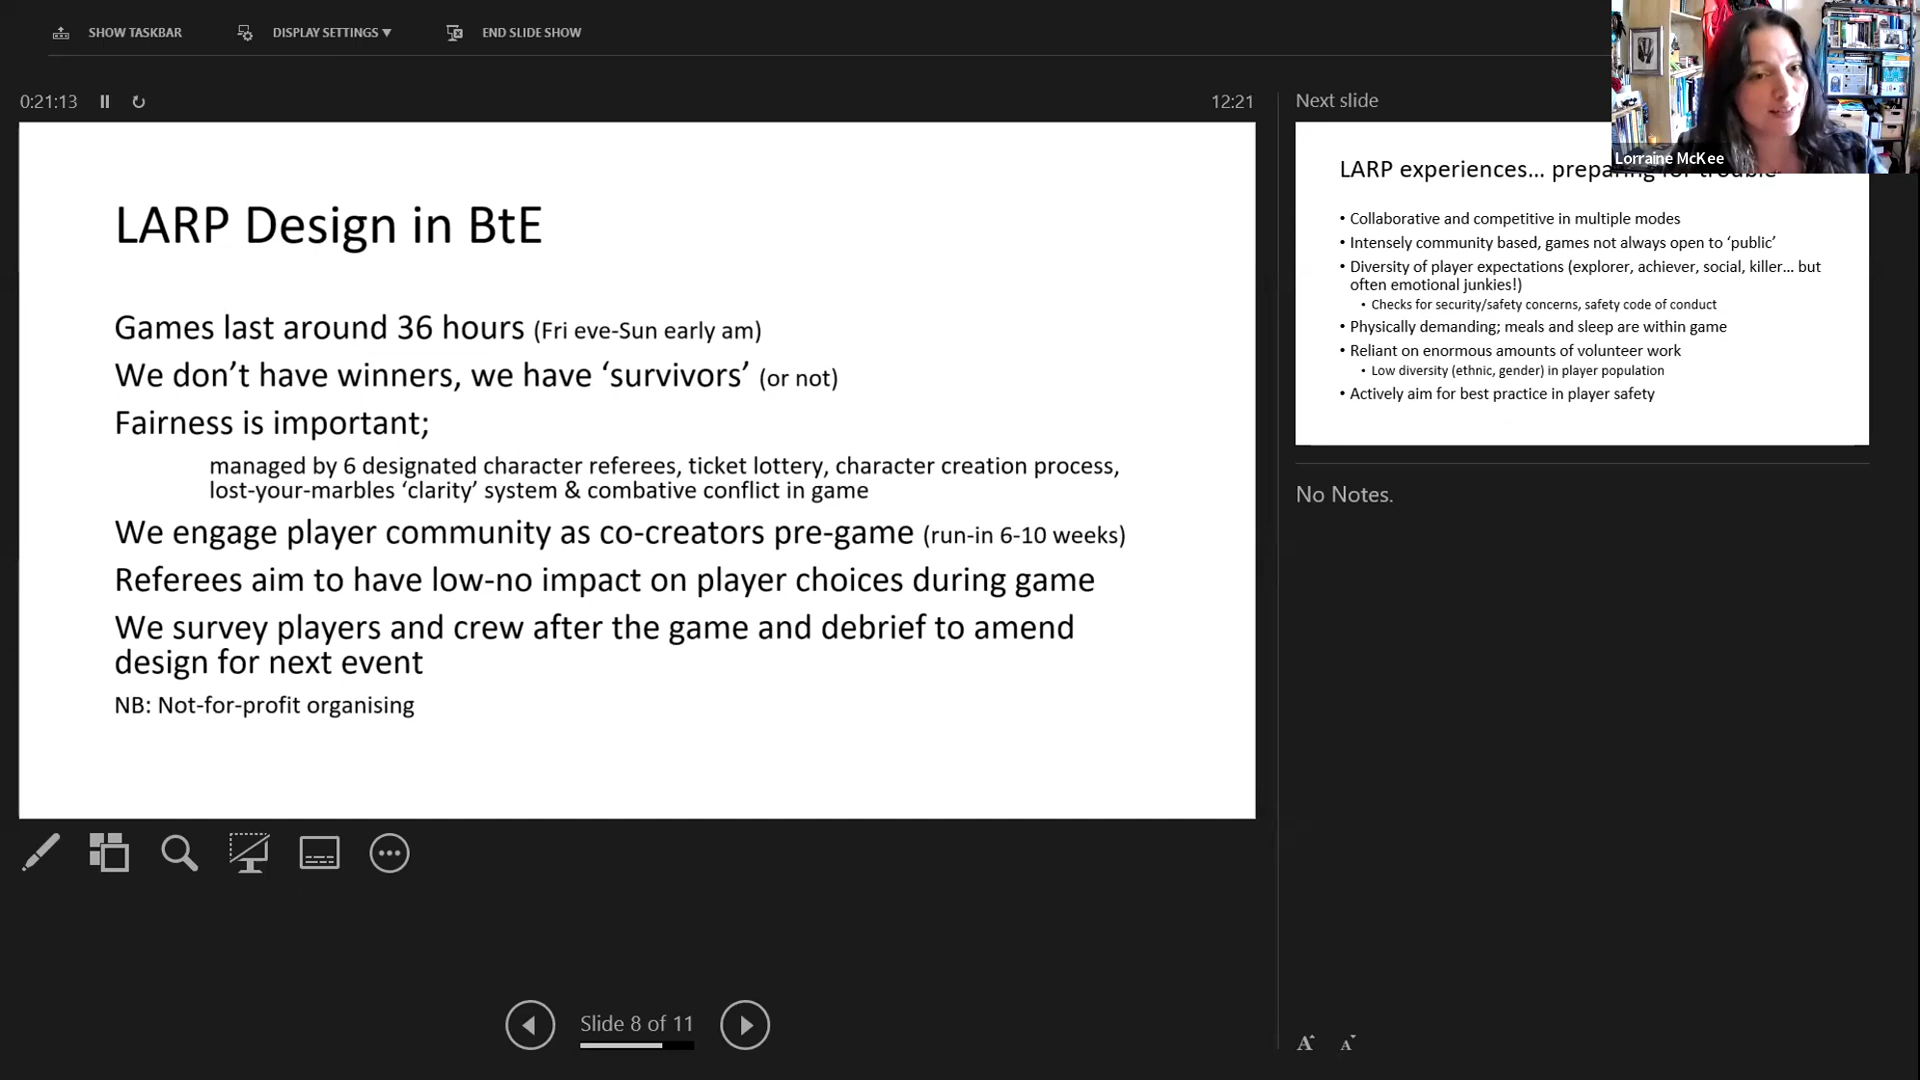 SHOW TASKBAR
DISPLAY SETTINGS ▼
END SLIDE SHOW
0:21:13
12:21
LARP Design in BtE
Games last around 36 hours (Fri eve-Sun early am)
We don’t have winners, we have ‘survivors’ (or not)
Fairness is important;
managed by 6 designated character referees, ticket lottery, character creation process,
lost-your-marbles ‘clarity’ system & combative conflict in game
We engage player community as co-creators pre-game (run-in 6-10 weeks)
Referees aim to have low-no impact on player choices during game
We survey players and crew after the game and debrief to amend
design for next event
NB: Not-for-profit organising
Slide 8 of 11
Next slide
Lorraine McKee
LARP experiences... preparing for trouble
• Collaborative and competitive in multiple modes
• Intensely community based, games not always open to ‘public’
• Diversity of player expectations (explorer, achiever, social, killer... but
often emotional junkies!)
• Checks for security/safety concerns, safety code of conduct
• Physically demanding; meals and sleep are within game
• Reliant on enormous amounts of volunteer work
• Low diversity (ethnic, gender) in player population
• Actively aim for best practice in player safety
No Notes.
A A